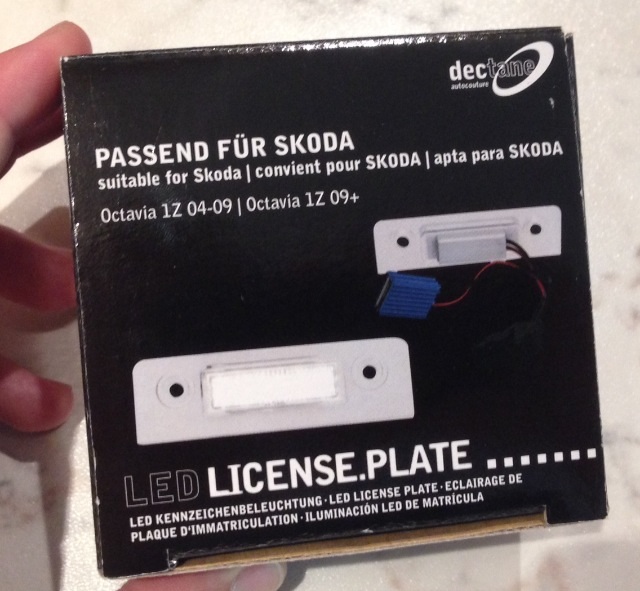 dectane
autocouture
PASSEND FÜR SKODA
suitable for Skoda | convient pour SKODA | apta para SKODA
Octavia 1Z 04-09 | Octavia 1Z 09+
LED LICENSE.PLATE .......
LED KENNZEICHENBELEUCHTUNG · LED LICENSE PLATE · ECLAIRAGE DE
PLAQUE D'IMMATRICULATION · ILUMINACIÓN LED DE MATRÍCULA